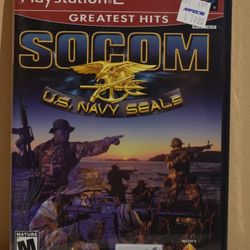 PlayStation 2
GREATEST HITS
SOCOM
U.S. NAVY SEALS
MATURE
M
SONY